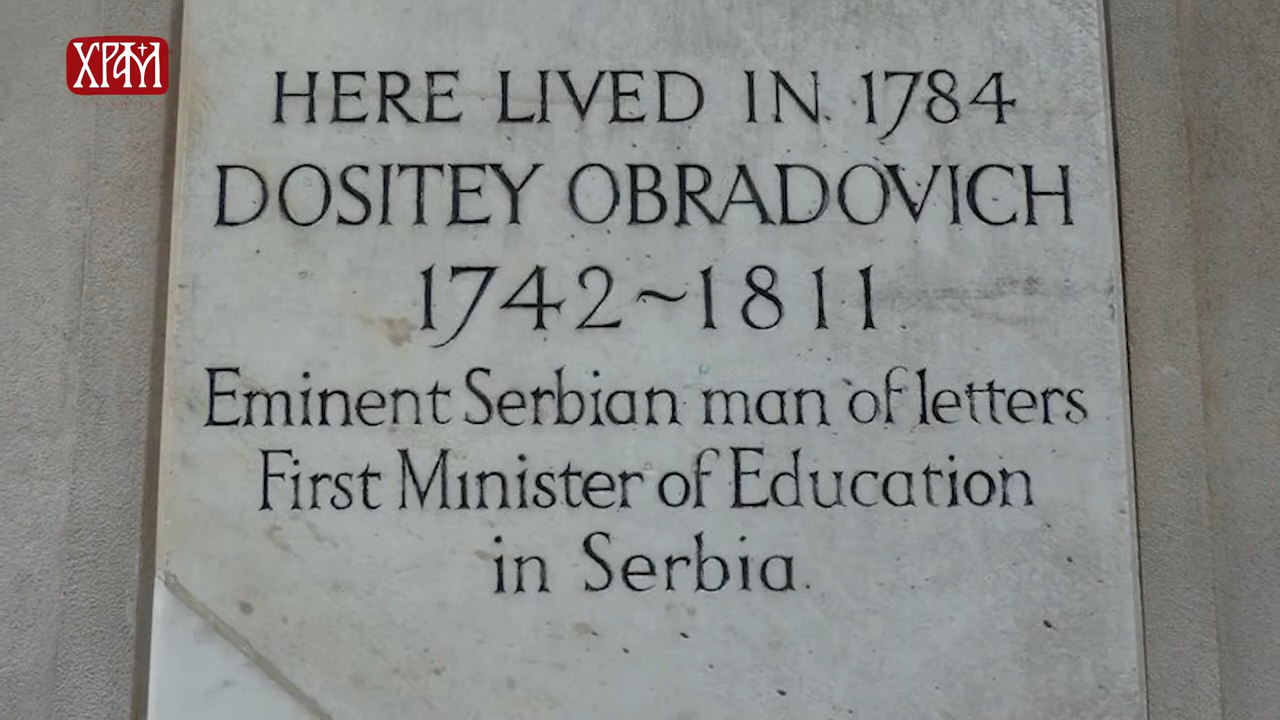 ХРАМ
HERE LIVED IN 1784
DOSITEY OBRADOVICH
1742~1811
Eminent Serbian man of letters
First Minister of Education
in Serbia.